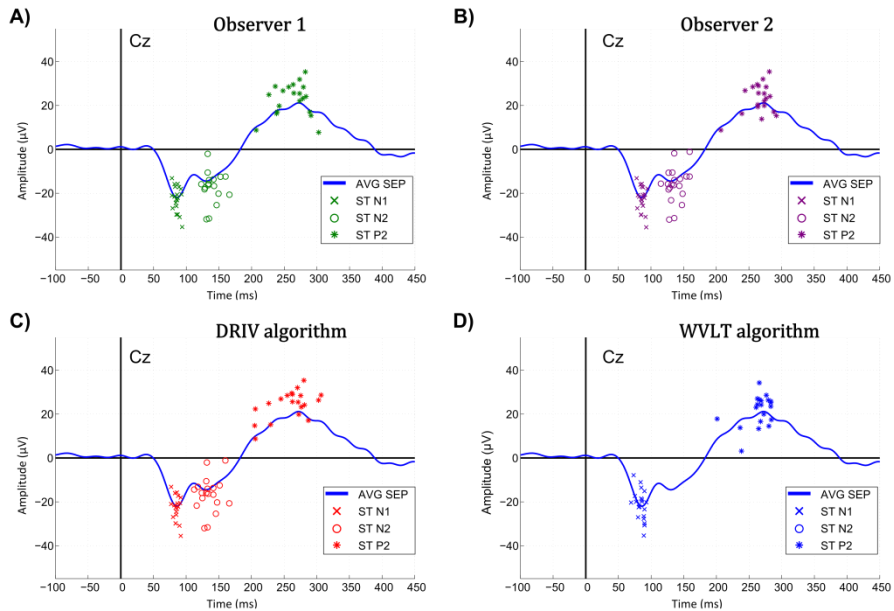 A)
Observer 1
Cz
40
20
0
−20
−40
Amplitude (µV)
AVG SEP
ST N1
ST N2
ST P2
−100 −50 0 50 100 150 200 250 300 350 400 450
Time (ms)
B)
Observer 2
Cz
40
20
0
−20
−40
Amplitude (µV)
AVG SEP
ST N1
ST N2
ST P2
−100 −50 0 50 100 150 200 250 300 350 400 450
Time (ms)
C)
DRIV algorithm
Cz
40
20
0
−20
−40
Amplitude (µV)
AVG SEP
ST N1
ST N2
ST P2
−100 −50 0 50 100 150 200 250 300 350 400 450
Time (ms)
D)
WVLT algorithm
Cz
40
20
0
−20
−40
Amplitude (µV)
AVG SEP
ST N1
ST N2
ST P2
−100 −50 0 50 100 150 200 250 300 350 400 450
Time (ms)